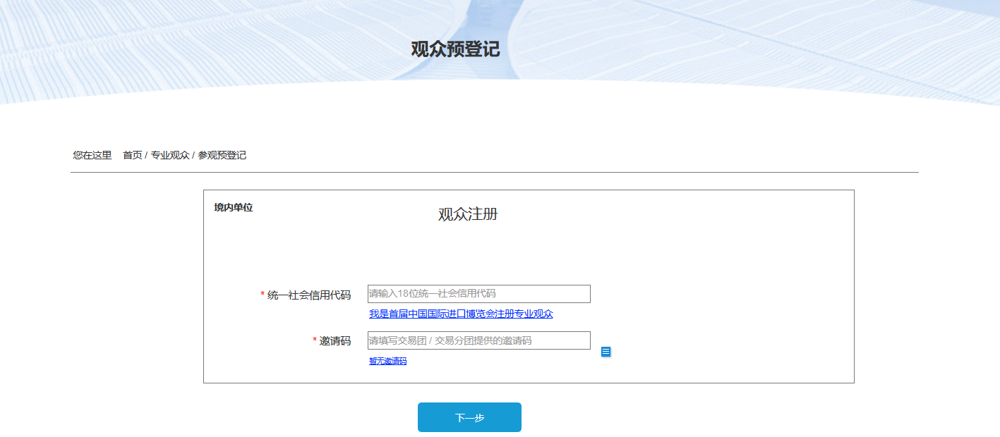 观众预登记
您在这里 首页 / 专业观众 / 参观预登记
境内单位
观众注册
* 统一社会信用代码 请输入18位统一社会信用代码
我是首届中国国际进口博览会注册专业观众
* 邀请码 请填写交易团 / 交易分团提供的邀请码
暂无邀请码
下一步